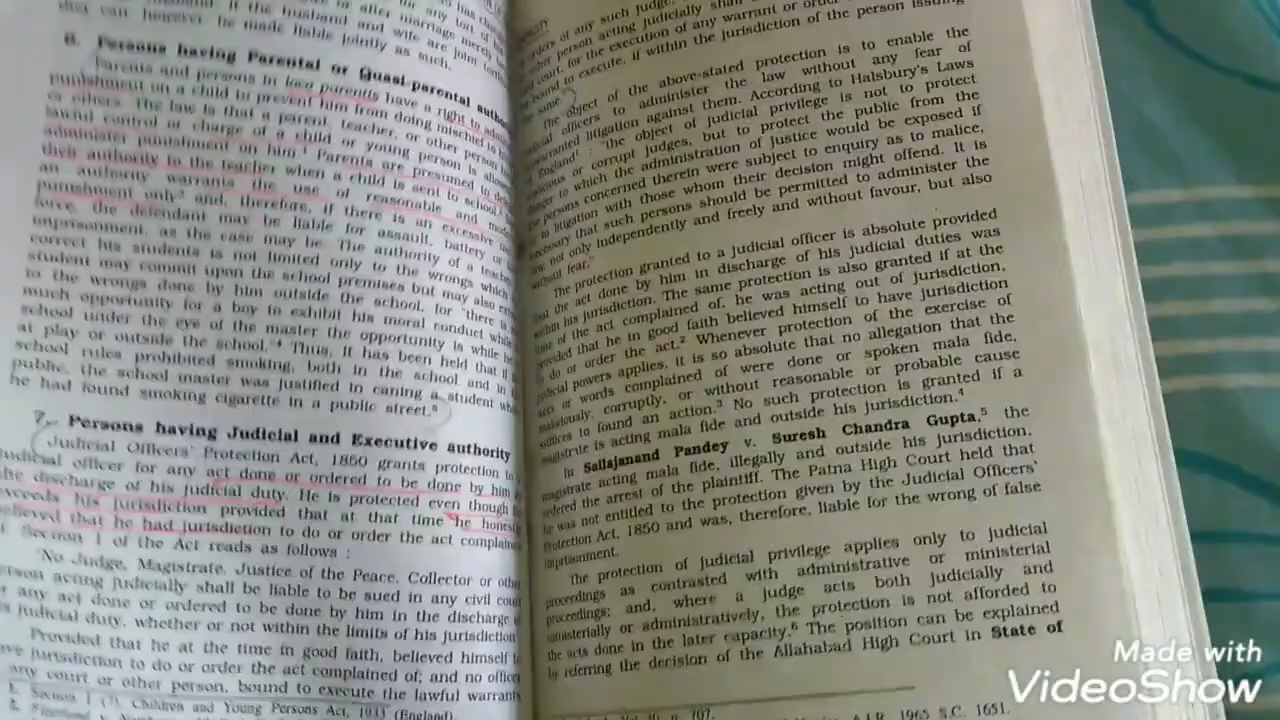 they can however be made liable jointly as such.
6. Persons having Parental or Quasi-parental
Parents and persons in loco parentis have a right to
punishment on a child to prevent him from doing mischief to
or others. The law is that a parent, teacher, or other person
lawful control or charge of a child or young person is
administer punishment on him.¹ Parents are presumed to
their authority to the teacher when a child is sent to school.
an authority warrants the use of reasonable and
punishment only³ and, therefore, if there is an excessive
force, the defendant may be liable for assault, battery or
imprisonment, as the case may be. The authority of a
correct his students is not limited only to the wrongs which
student may commit upon the school premises but may also
to the wrongs done by him outside the school, for "there is
much opportunity for a boy to exhibit his moral conduct while
school under the eye of the master the opportunity is while he
at play or outside the school."⁴ Thus, it has been held that if
school rules prohibited smoking, both in the school and in
public, the school master was justified in caning a student
he had found smoking cigarette in a public street.⁵
7. Persons having Judicial and Executive authority
Judicial Officers' Protection Act, 1850 grants protection to
judicial officer for any act done or ordered to be done by him
the discharge of his judicial duty. He is protected even though
exceeds his jurisdiction provided that at that time he
believed that he had jurisdiction to do or order the act
Section 1 of the Act reads as follows :
"No Judge, Magistrate, Justice of the Peace, Collector or
person acting judicially shall be liable to be sued in any civil
any act done or ordered to be done by him in the discharge
his judicial duty, whether or not within the limits of his jurisdiction
Provided that he at the time in good faith, believed himself
have jurisdiction to do or order the act complained of; and no
any court or other person, bound to execute the lawful warrants
1. Section 1 (7), Children and Young Persons Act, 1933 (England).
orders of any such judge,
other person acting judicially shall
court, for the execution of any warrant or order
be bound to execute, if within the jurisdiction of the person issuing
the same."
The object of the above-stated protection is to enable the
judicial officers to administer the law without any fear of
unwarranted litigation against them. According to Halsbury's Laws
of England¹ : "the object of judicial privilege is not to protect
malicious or corrupt judges, but to protect the public from the
danger to which the administration of justice would be exposed if
the persons concerned therein were subject to enquiry as to malice,
or to litigation with those whom their decision might offend. It is
necessary that such persons should be permitted to administer the
law not only independently and freely and without favour, but also
without fear."
The protection granted to a judicial officer is absolute provided
that the act done by him in discharge of his judicial duties was
within his jurisdiction. The same protection is also granted if at the
time of the act complained of, he was acting out of jurisdiction,
provided that he in good faith believed himself to have jurisdiction
to do or order the act.² Whenever protection of the exercise of
judicial powers applies, it is so absolute that no allegation that the
acts or words complained of were done or spoken mala fide,
maliciously, corruptly, or without reasonable or probable cause
suffices to found an action.³ No such protection is granted if a
magistrate is acting mala fide and outside his jurisdiction.⁴
In Sailajanand Pandey v. Suresh Chandra Gupta,⁵ the
magistrate acting mala fide, illegally and outside his jurisdiction,
ordered the arrest of the plaintiff. The Patna High Court held that
he was not entitled to the protection given by the Judicial Officers'
Protection Act, 1850 and was, therefore, liable for the wrong of false
imprisonment.
The protection of judicial privilege applies only to judicial
proceedings as contrasted with administrative or ministerial
proceedings; and, where a judge acts both judicially and
ministerially or administratively, the protection is not afforded to
the acts done in the later capacity.⁶ The position can be explained
by referring the decision of the Allahabad High Court in State of
p. 707.
A.I.R. 1965 S.C. 1651.
Made with
VideoShow